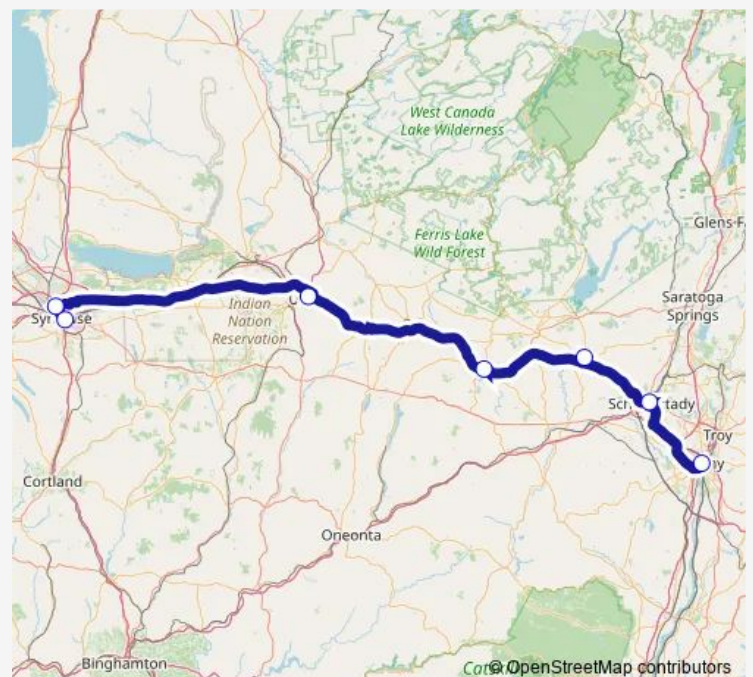 West Canada
Lake Wilderness
Glens
Ferris Lake
Wild Forest
Saratoga
Springs
Indian
Nation
Reservation
Troy
Cortland
Oneonta
Binghamton
© OpenStreetMap contributors